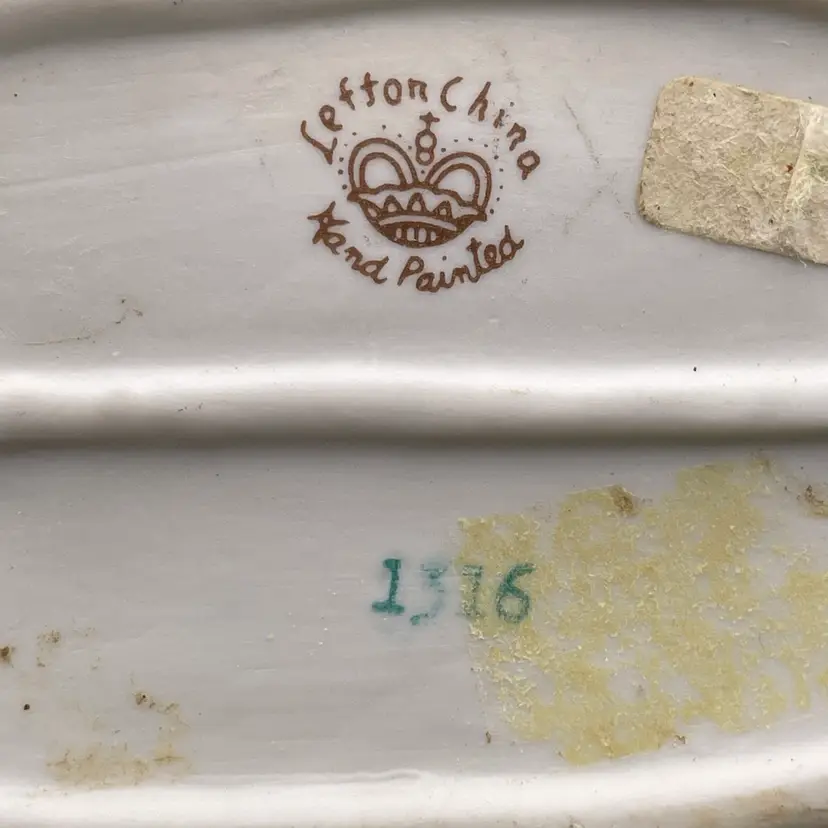 Lefton China
Hand Painted
1316